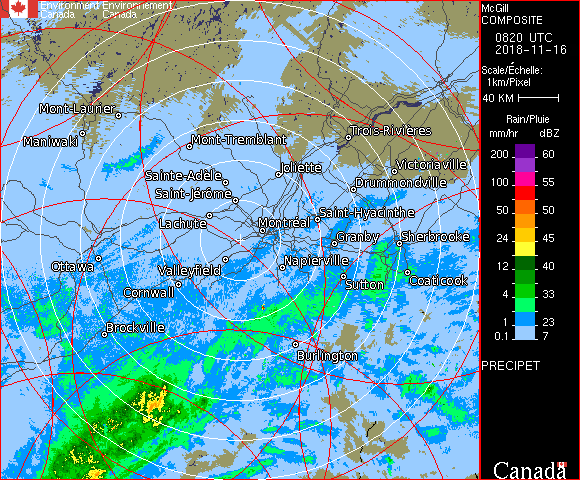 Environment Environnement
Canada Canada
McGill
COMPOSITE
0820 UTC
2018-11-16
Scale/Échelle:
1km/Pixel
40 KM
Rain/Pluie
mm/hr dBZ
200 60
100 55
50 50
24 45
12 40
4 33
1 23
0.1 7
PRECIPET
Canada
Mont-Laurier
Maniwaki
Mont-Tremblant
Trois-Rivières
Joliette
Victoriaville
Sainte-Adèle
Drummondville
Saint-Jérôme
Saint-Hyacinthe
Lachute
Montréal
Granby
Sherbrooke
Ottawa
Valleyfield
Napierville
Coaticook
Cornwall
Sutton
Brockville
Burlington